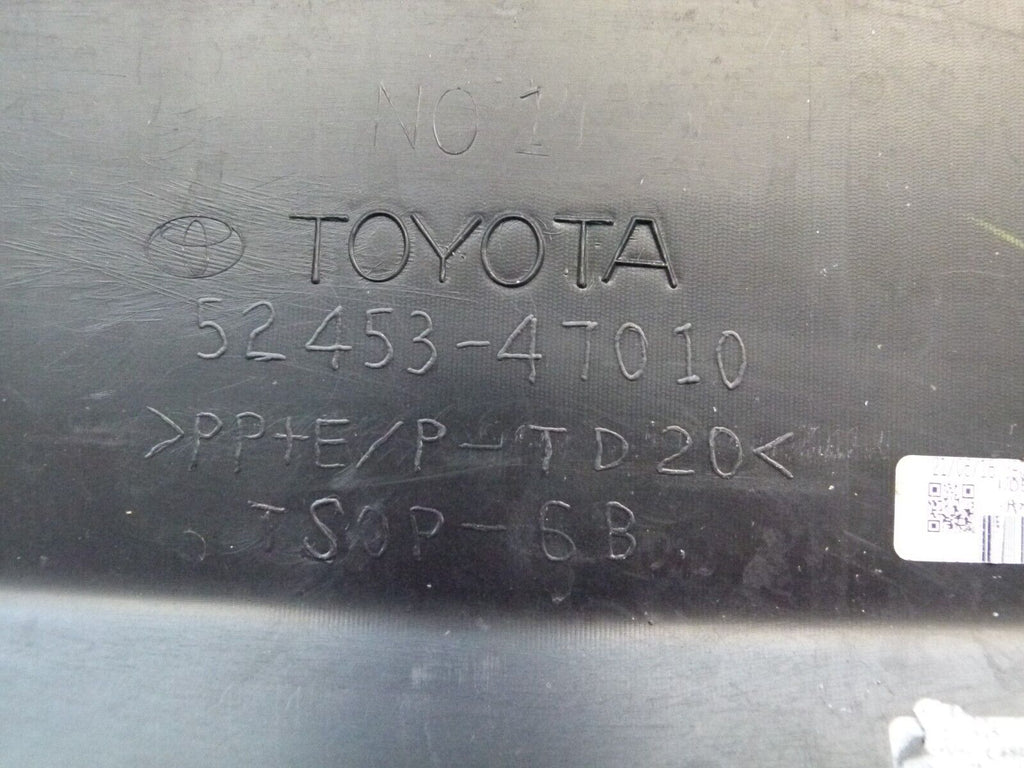 NO 1
TOYOTA
52453-47010
>PP+E/P-TD20<
TSOP-6B